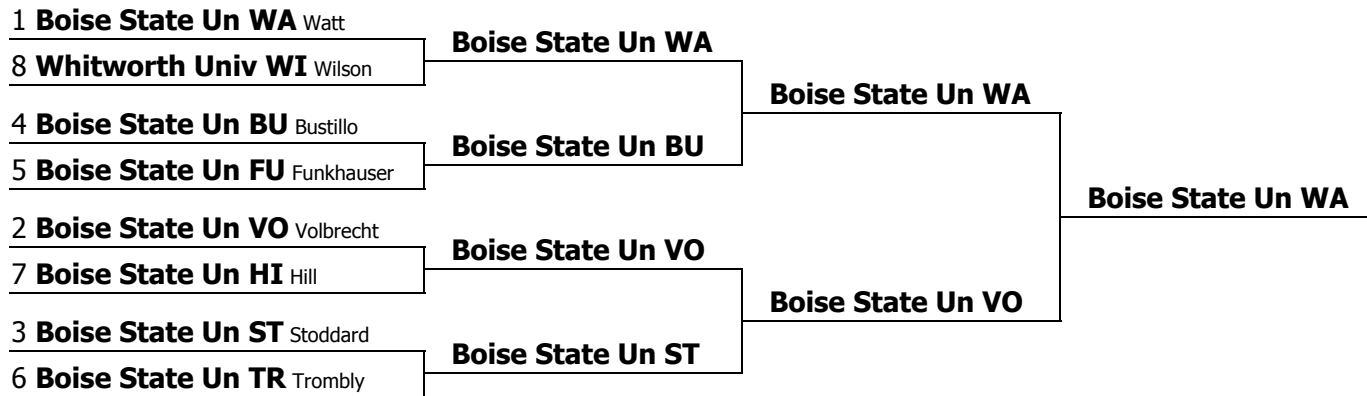 1 Boise State Un WA Watt
8 Whitworth Univ WI Wilson
4 Boise State Un BU Bustillo
5 Boise State Un FU Funkhauser
2 Boise State Un VO Volbrecht
7 Boise State Un HI Hill
3 Boise State Un ST Stoddard
6 Boise State Un TR Trombly
Boise State Un WA
Boise State Un BU
Boise State Un VO
Boise State Un ST
Boise State Un WA
Boise State Un VO
Boise State Un WA